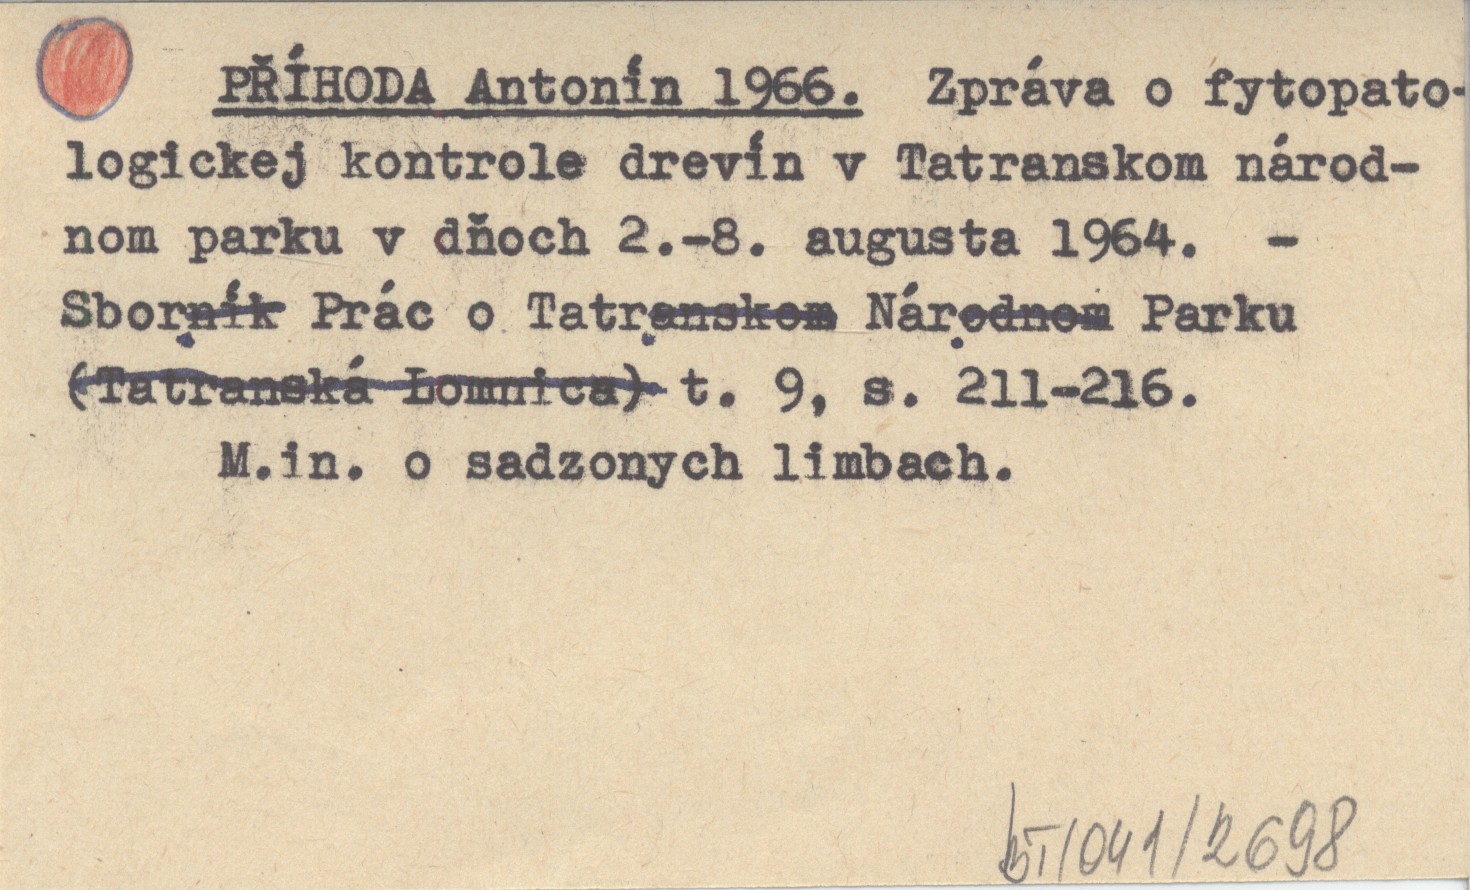 PŘÍHODA Antonín 1966. Zpráva o fytopato-
logickej kontrole drevín v Tatranskom národ-
nom parku v dňoch 2.-8. augusta 1964. -
Sborník Prác o Tatranskom Národnom Parku
(Tatranská Lomnica) t. 9, s. 211-216.
M.in. o sadzonych limbach.
BT/041/2698